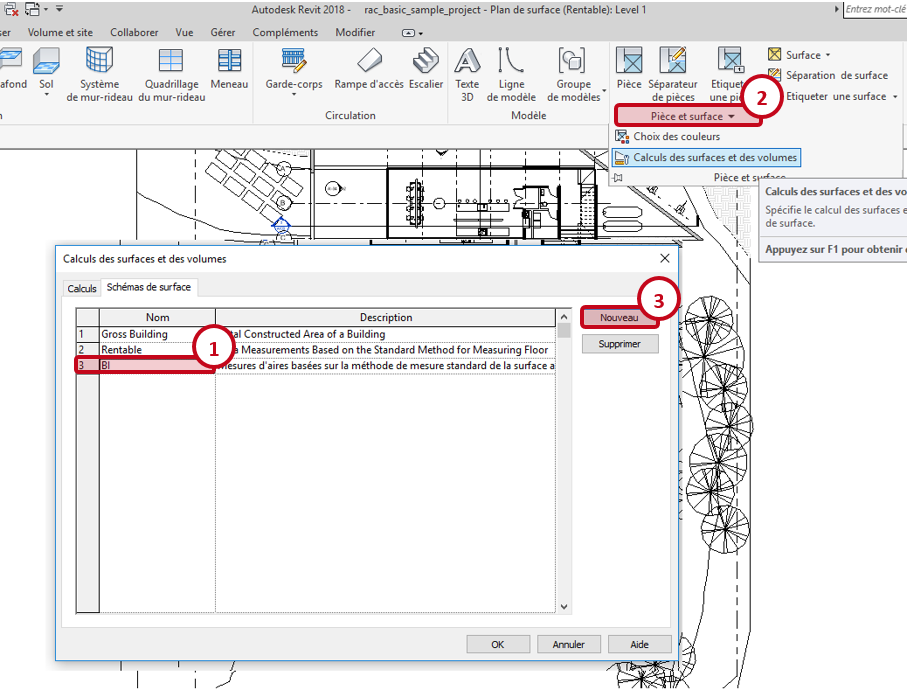 Autodesk Revit 2018 - rac_basic_sample_project - Plan de surface (Rentable): Level 1
Entrez mot-clé
ser Volume et site Collaborer Vue Gérer Compléments Modifier
afond Sol Système de mur-rideau Quadrillage du mur-rideau Meneau
Garde-corps Rampe d'accès Escalier
Circulation
Texte 3D Ligne de modèle Groupe de modèles
Modèle
Pièce Séparateur de pièces Etiquet une piè
Surface
Séparation de surface
Etiqueter une surface
2
Pièce et surface
Choix des couleurs
Calculs des surfaces et des volumes
Pièce et surface
Calculs des surfaces et des vo
Spécifie le calcul des surfaces e
de surface.
Appuyez sur F1 pour obtenir
B
Calculs des surfaces et des volumes
Calculs Schémas de surface
Nom Description
1 Gross Building tal Constructed Area of a Building
2 Rentable a Measurements Based on the Standard Method for Measuring Floor
3 BI mesures d'aires basées sur la méthode de mesure standard de la surface a
1
3
Nouveau
Supprimer
OK Annuler Aide